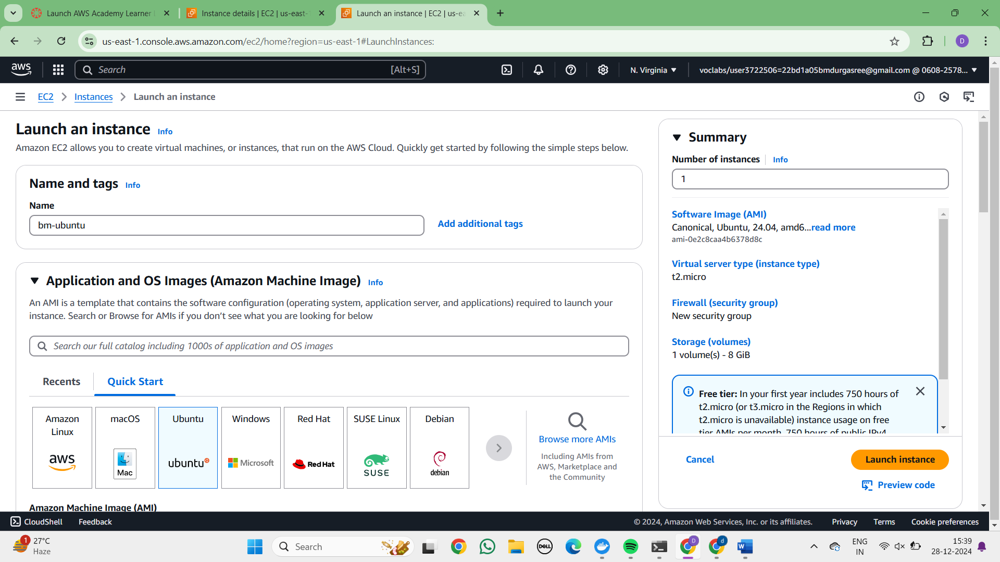 Launch AWS Academy Learner L
Instance details | EC2 | us-east-1
Launch an instance | EC2 | us-ea
us-east-1.console.aws.amazon.com/ec2/home?region=us-east-1#LaunchInstances:
D
aws
Search
[Alt+S]
N. Virginia
voclabs/user3722506=22bd1a05bmdurgasree@gmail.com @ 0608-2578...
EC2
Instances
Launch an instance
Launch an instance Info
Amazon EC2 allows you to create virtual machines, or instances, that run on the AWS Cloud. Quickly get started by following the simple steps below.
Name and tags Info
Name
bm-ubuntu
Add additional tags
Application and OS Images (Amazon Machine Image) Info
An AMI is a template that contains the software configuration (operating system, application server, and applications) required to launch your
instance. Search or Browse for AMIs if you don’t see what you are looking for below
Search our full catalog including 1000s of application and OS images
Recents
Quick Start
Amazon
Linux
aws
macOS
Mac
Ubuntu
ubuntu
Windows
Microsoft
Red Hat
Red Hat
SUSE Linux
SUSE
Debian
debian
Browse more AMIs
Including AMIs from
AWS, Marketplace and
the Community
Amazon Machine Image (AMI)
Summary
Number of instances Info
1
Software Image (AMI)
Canonical, Ubuntu, 24.04, amd6...read more
ami-0e2c8caa4b6378d8c
Virtual server type (instance type)
t2.micro
Firewall (security group)
New security group
Storage (volumes)
1 volume(s) - 8 GiB
Free tier: In your first year includes 750 hours of
t2.micro (or t3.micro in the Regions in which
t2.micro is unavailable) instance usage on free
tier AMIs per month, 750 hours of public IPv4
Cancel
Launch instance
Preview code
CloudShell
Feedback
© 2024, Amazon Web Services, Inc. or its affiliates.
Privacy
Terms
Cookie preferences
1
27°C
Haze
Search
DELL
D
d
W
ENG
IN
15:39
28-12-2024